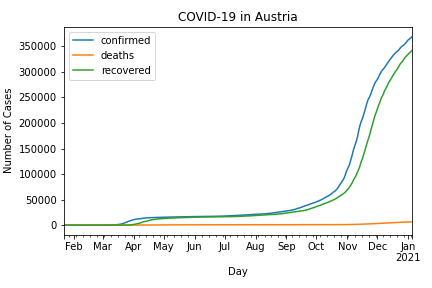 COVID-19 in Austria
confirmed
deaths
recovered
Number of Cases
350000
300000
250000
200000
150000
100000
50000
0
Feb Mar Apr May Jun Jul Aug Sep Oct Nov Dec Jan
2021
Day